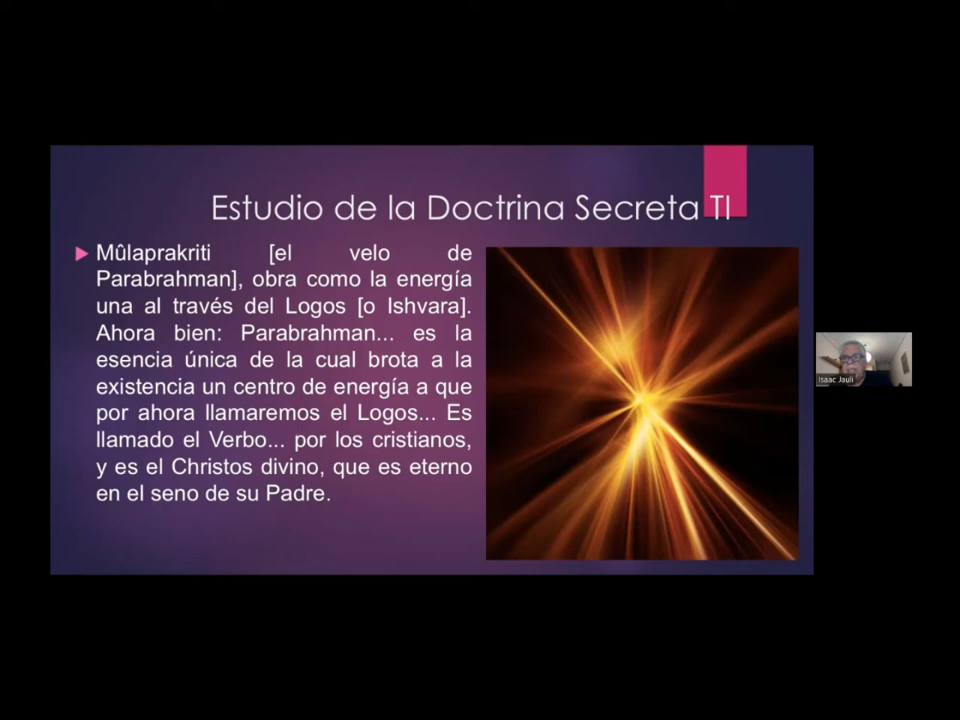 Estudio de la Doctrina Secreta TI
Mûlaprakriti [el velo de
Parabrahman], obra como la energía
una al través del Logos [o Ishvara].
Ahora bien: Parabrahman... es la
esencia única de la cual brota a la
existencia un centro de energía a que
por ahora llamaremos el Logos... Es
llamado el Verbo... por los cristianos,
y es el Christos divino, que es eterno
en el seno de su Padre.
Isaac Jauli